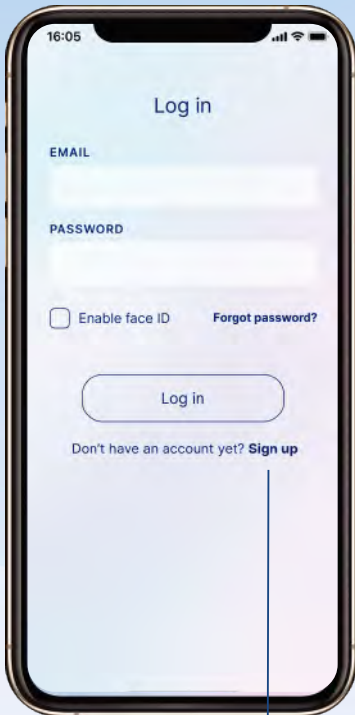 16:05
Log in
EMAIL
PASSWORD
Enable face ID Forgot password?
Log in
Don't have an account yet? Sign up